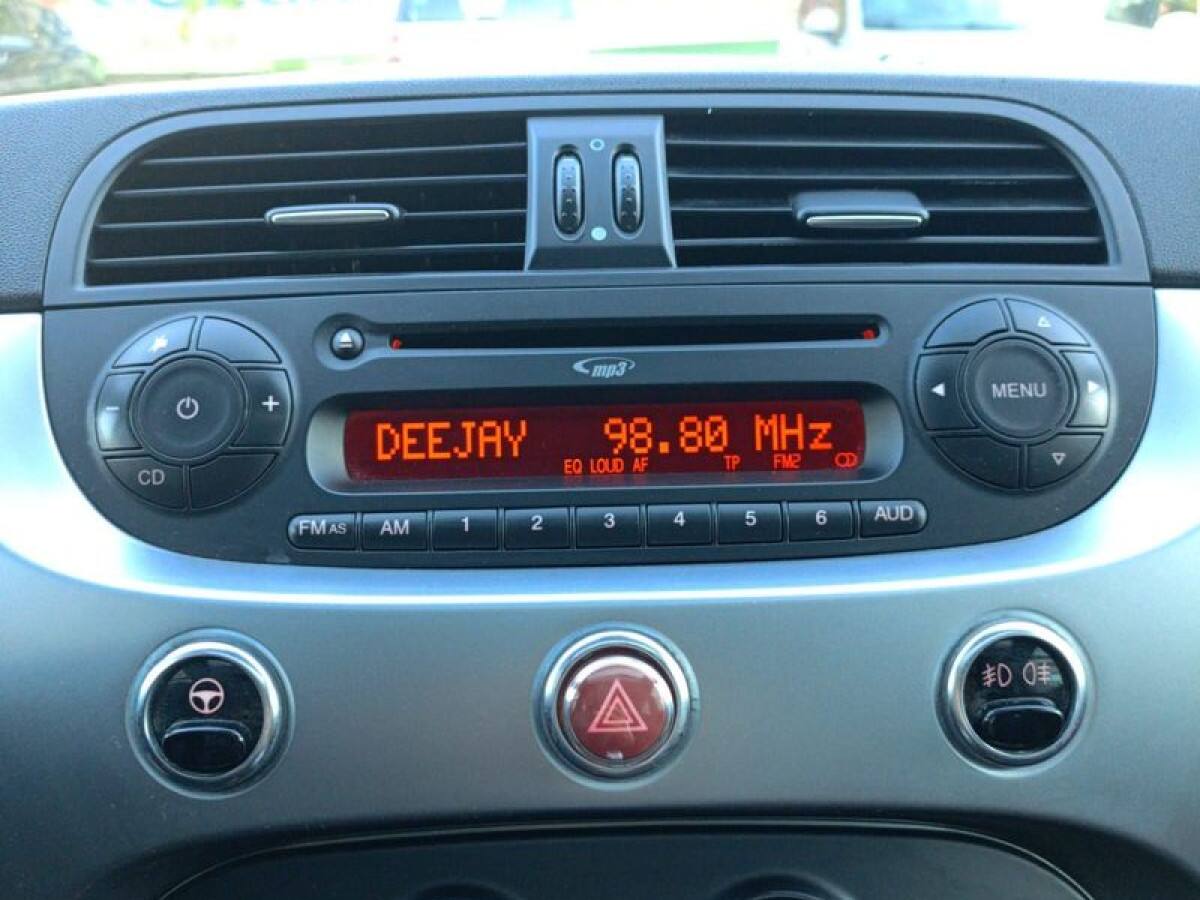 mp3
MENU
DEEJAY 98.80 MHz
EQ LOUD AF TP FM2
- +
CD
FM AS AM 1 2 3 4 5 6 AUD